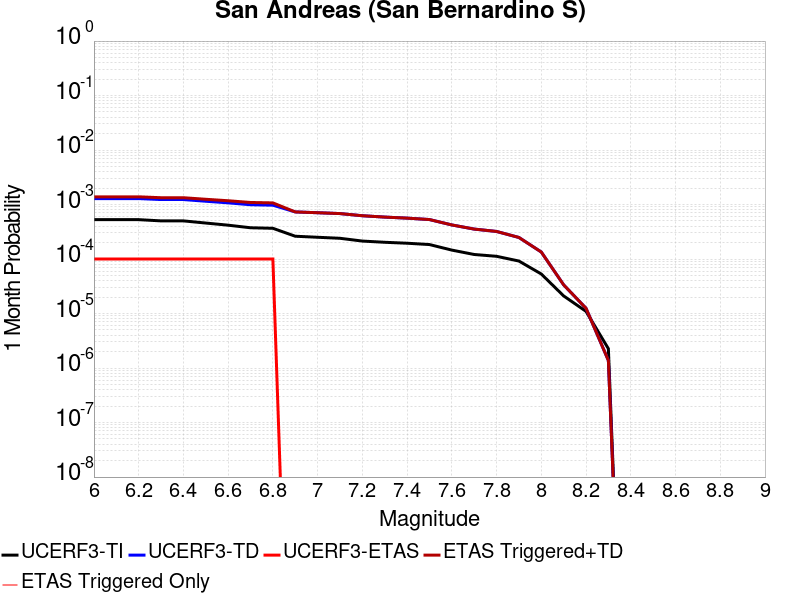 San Andreas (San Bernardino S)
10^0
10^-1
10^-2
10^-3
10^-4
10^-5
10^-6
10^-7
10^-8
1 Month Probability
6 6.2 6.4 6.6 6.8 7 7.2 7.4 7.6 7.8 8 8.2 8.4 8.6 8.8 9
Magnitude
UCERF3-TI UCERF3-TD UCERF3-ETAS ETAS Triggered+TD
ETAS Triggered Only